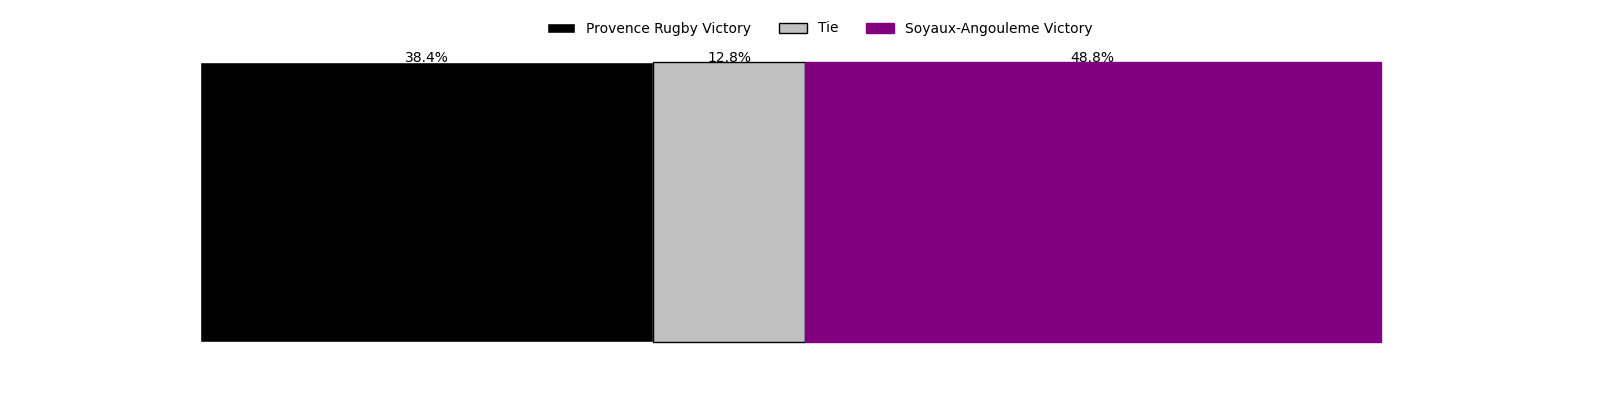 Provence Rugby Victory Tie Soyaux-Angouleme Victory
38.4% 12.8% 48.8%